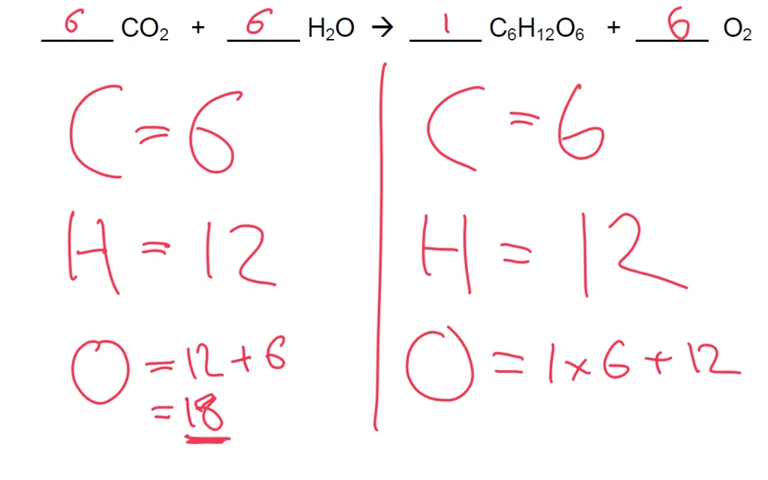 6 CO₂ + 6 H₂O → 1 C₆H₁₂O₆ + 6 O₂
C = 6
H = 12
O = 12 + 6
= 18
C = 6
H = 12
O = 1 × 6 + 12